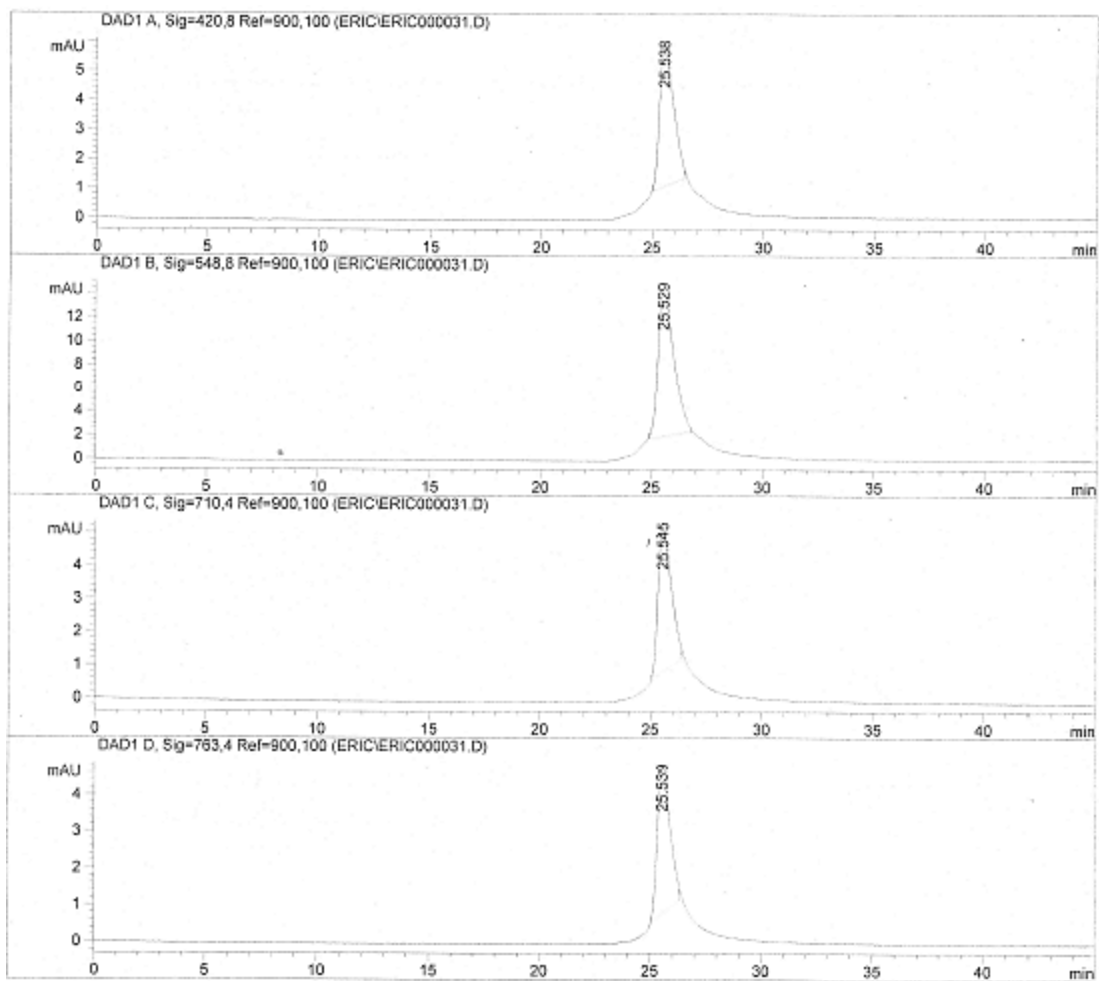 DAD1 A, Sig=420,8 Ref=900,100 (ERIC\ERIC000031.D)
mAU
25.538
5
4
3
2
1
0
0 5 10 15 20 25 30 35 40 min
DAD1 B, Sig=548,8 Ref=900,100 (ERIC\ERIC000031.D)
mAU
25.529
12
10
8
6
4
2
0
0 5 10 15 20 25 30 35 40 min
DAD1 C, Sig=710,4 Ref=900,100 (ERIC\ERIC000031.D)
mAU
25.545
4
3
2
1
0
0 5 10 15 20 25 30 35 40 min
DAD1 D, Sig=763,4 Ref=900,100 (ERIC\ERIC000031.D)
mAU
25.539
4
3
2
1
0
0 5 10 15 20 25 30 35 40 min